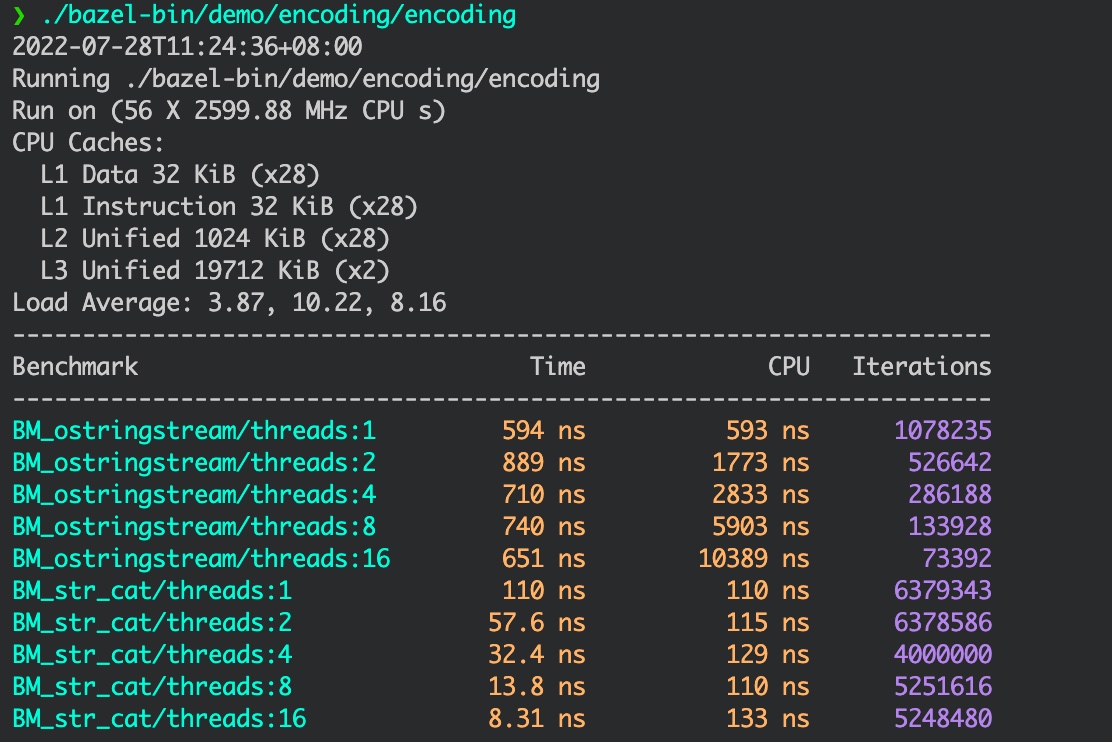 ❯ ./bazel-bin/demo/encoding/encoding
2022-07-28T11:24:36+08:00
Running ./bazel-bin/demo/encoding/encoding
Run on (56 X 2599.88 MHz CPU s)
CPU Caches:
  L1 Data 32 KiB (x28)
  L1 Instruction 32 KiB (x28)
  L2 Unified 1024 KiB (x28)
  L3 Unified 19712 KiB (x2)
Load Average: 3.87, 10.22, 8.16
----------------------------------------------------------------------
Benchmark                            Time             CPU   Iterations
----------------------------------------------------------------------
BM_ostringstream/threads:1         594 ns          593 ns      1078235
BM_ostringstream/threads:2         889 ns         1773 ns       526642
BM_ostringstream/threads:4         710 ns         2833 ns       286188
BM_ostringstream/threads:8         740 ns         5903 ns       133928
BM_ostringstream/threads:16        651 ns        10389 ns        73392
BM_str_cat/threads:1               110 ns          110 ns      6379343
BM_str_cat/threads:2              57.6 ns          115 ns      6378586
BM_str_cat/threads:4              32.4 ns          129 ns      4000000
BM_str_cat/threads:8              13.8 ns          110 ns      5251616
BM_str_cat/threads:16             8.31 ns          133 ns      5248480